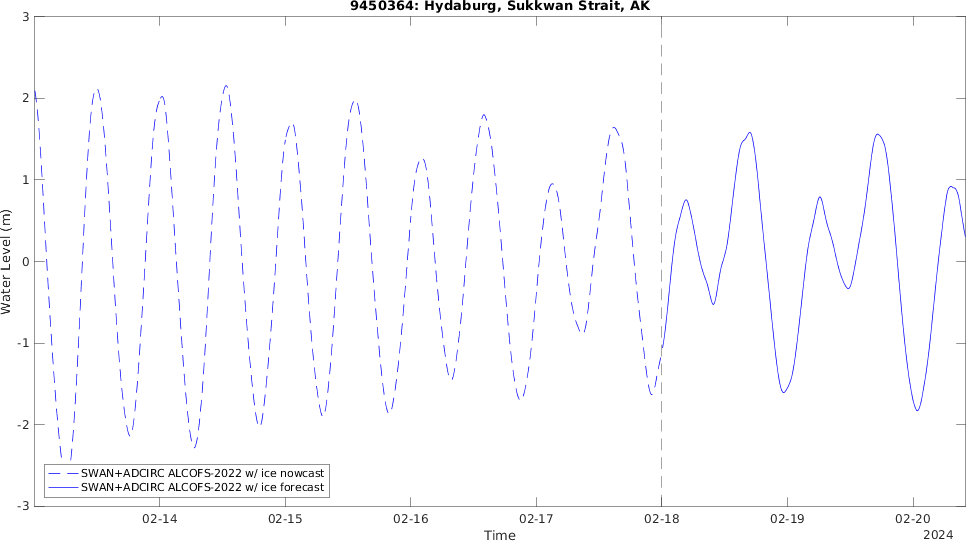 9450364: Hydaburg, Sukkwan Strait, AK
3
2
1
0
-1
-2
-3
Water Level (m)
SWAN+ADCIRC ALCOFS-2022 w/ ice nowcast
SWAN+ADCIRC ALCOFS-2022 w/ ice forecast
02-14 02-15 02-16 02-17 02-18 02-19 02-20
Time
2024